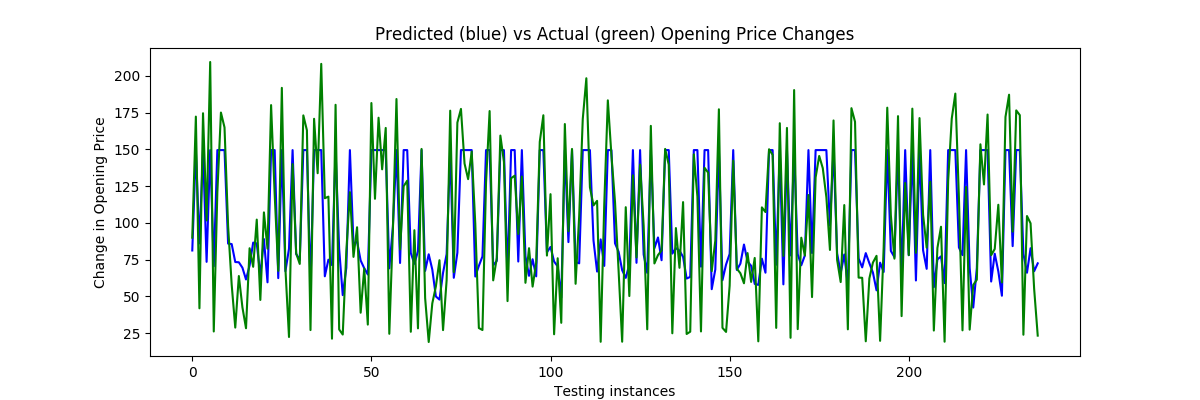 Predicted (blue) vs Actual (green) Opening Price Changes
Change in Opening Price
200
175
150
125
100
75
50
25
0 50 100 150 200
Testing instances